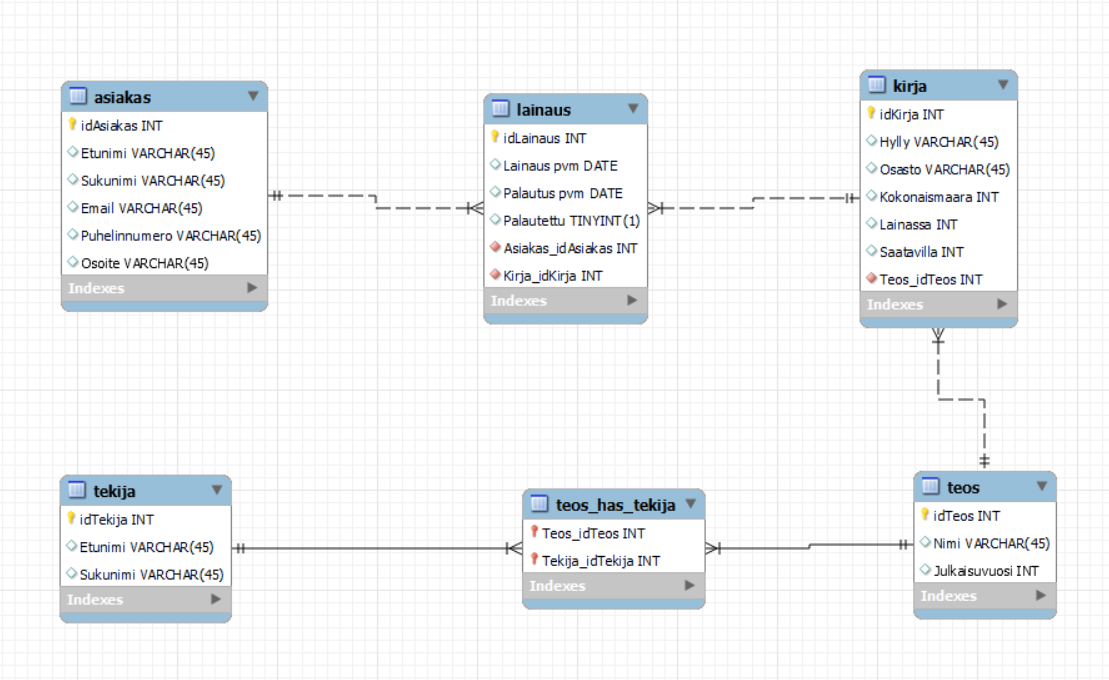 asiakas
idAsiakas INT
Etunimi VARCHAR(45)
Sukunimi VARCHAR(45)
Email VARCHAR(45)
Puhelinnumero VARCHAR(45)
Osoite VARCHAR(45)
Indexes
lainaus
idLainaus INT
Lainaus pvm DATE
Palautus pvm DATE
Palautettu TINYINT(1)
Asiakas_idAsiakas INT
Kirja_idKirja INT
Indexes
kirja
idKirja INT
Hylly VARCHAR(45)
Osasto VARCHAR(45)
Kokonaismaara INT
Lainassa INT
Saatavilla INT
Teos_idTeos INT
Indexes
tekija
idTekija INT
Etunimi VARCHAR(45)
Sukunimi VARCHAR(45)
Indexes
teos_has_tekija
Teos_idTeos INT
Tekija_idTekija INT
Indexes
teos
idTeos INT
Nimi VARCHAR(45)
Julkaisuvuosi INT
Indexes